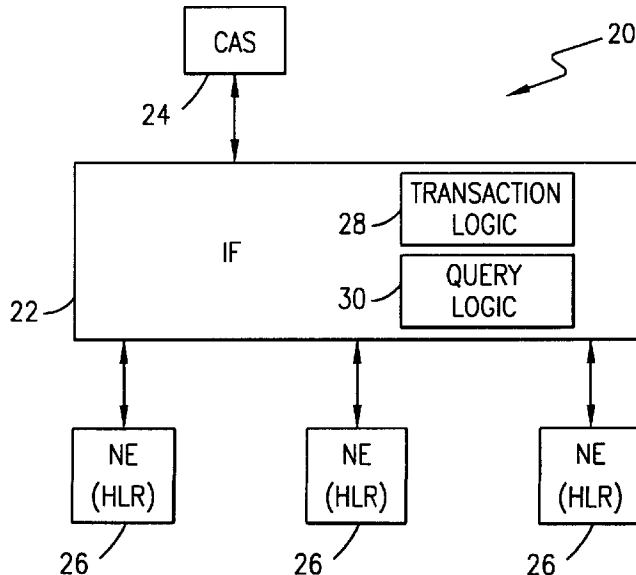 CAS
20
24
TRANSACTION
LOGIC
28
IF
QUERY
LOGIC
30
22
NE
(HLR)
NE
(HLR)
NE
(HLR)
26
26
26